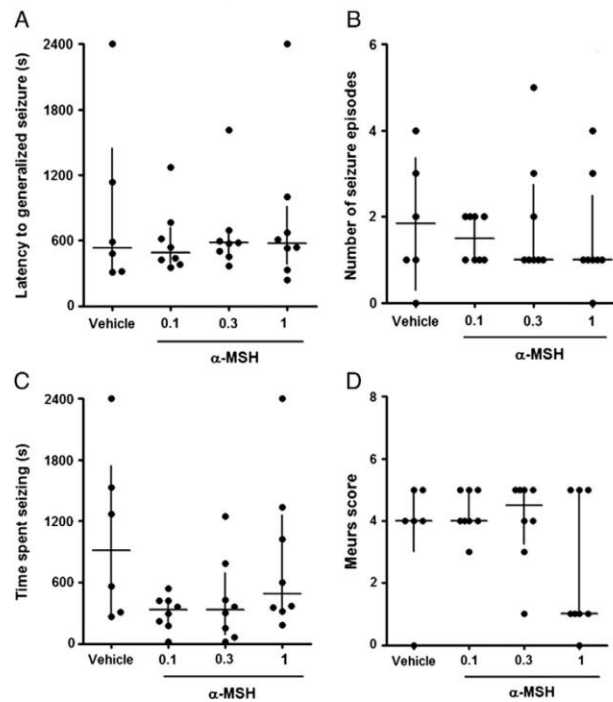 A
Latency to generalized seizure (s)
2400
1800
1200
600
0
Vehicle 0.1 0.3 1
α-MSH
B
Number of seizure episodes
6
4
2
0
Vehicle 0.1 0.3 1
α-MSH
C
Time spent seizing (s)
2400
1800
1200
600
0
Vehicle 0.1 0.3 1
α-MSH
D
Meurs score
8
6
4
2
0
Vehicle 0.1 0.3 1
α-MSH